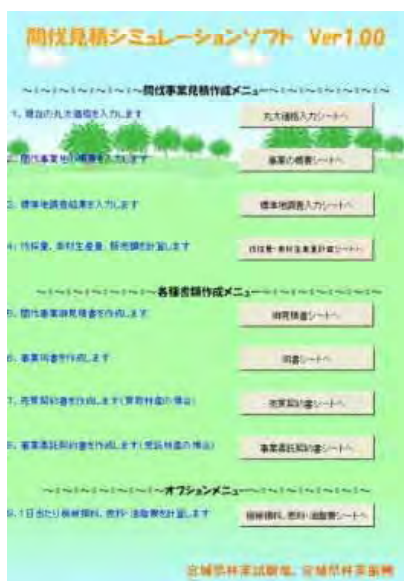 間伐見積シミュレーションソフト Ver1.00
～:～:～:～:～:～間伐事業見積作成メニュー～:～:～:～:～:～:～
1、現在の丸太価格を入力します
丸太価格入力シートへ
2、間伐事業地の概要を入力します
事業の概要シートへ
3、標準地調査結果を入力します
標準地調査入力シートへ
4、伐採量、素材生産量、販売額を計算します
伐採量・素材生産量計算シートへ
～:～:～:～:～:～各種書類作成メニュー～:～:～:～:～:～:～
5、間伐事業御見積書を作成します
御見積書シートへ
6、事業明書を作成します
明書シートへ
7、売買契約書を作成します(買取林産の場合)
売買契約書シートへ
8、事業委託契約書を作成します(受託林産の場合)
事業委託契約書シートへ
～:～:～:～:～:～オプションメニュー～:～:～:～:～:～:～
9、1日当たり機械損料、燃料・油脂費を計算します
機械損料、燃料・油脂費シートへ
宮城県林業試験場、宮城県林業振興